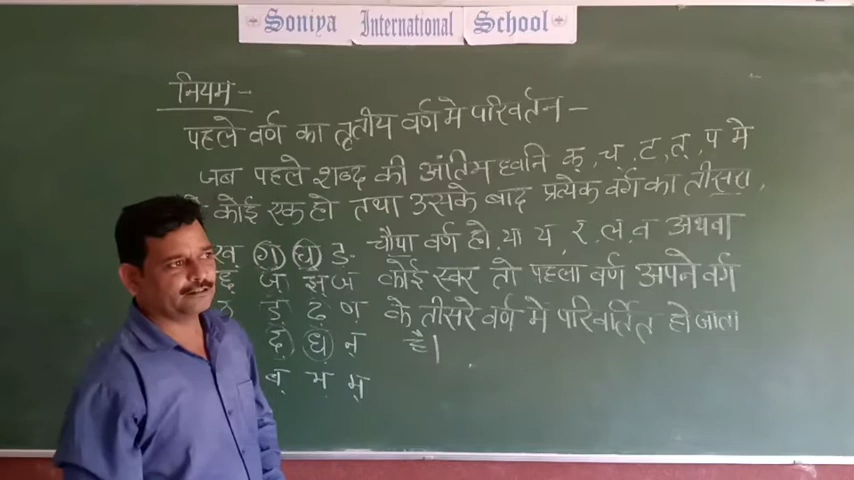 Soniya International School
नियम-
पहले वर्ण का तृतीय वर्ण मे परिवर्तन -
जब पहले शब्द की अंतिम ध्वनि क्, च्, ट्, त्, प मे
कोई एक हो तथा उसके बाद प्रत्येक वर्ग का तीसरा,
ख् ग् घ् ङ चौपा वर्ण हो, या य, र्, ल्, व् अथवा
छ् ज् झ् ञ कोई स्वर तो पहला वर्ण अपने वर्ग
ड् ढ् ण् के तीसरे वर्ण मे परिवर्तित हो जाता
द् ध् न् है।
ब् भ् म्